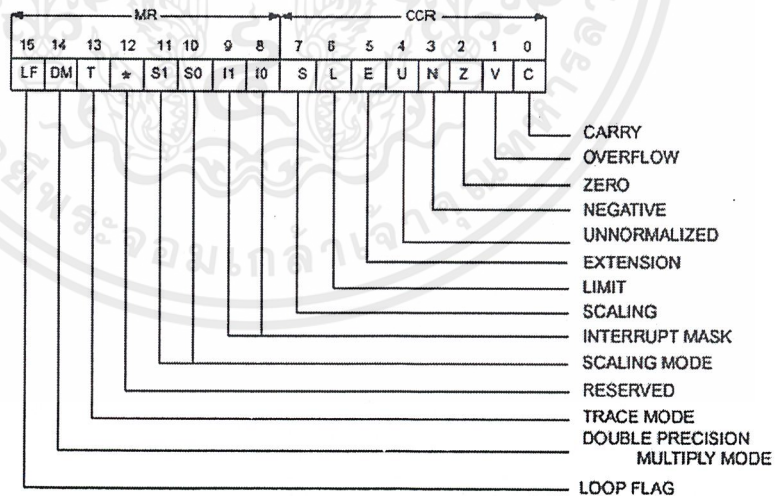 MR CCR
15 14 13 12 11 10 9 8 7 6 5 4 3 2 1 0
LF DM T * S1 S0 I1 I0 S L E U N Z V C
CARRY
OVERFLOW
ZERO
NEGATIVE
UNNORMALIZED
EXTENSION
LIMIT
SCALING
INTERRUPT MASK
SCALING MODE
RESERVED
TRACE MODE
DOUBLE PRECISION
MULTIPLY MODE
LOOP FLAG